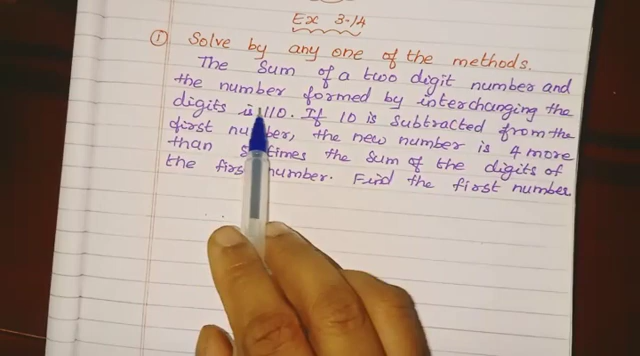 Ex 3.14
① Solve by any one of the methods.
The sum of a two digit number and
the number formed by interchanging the
digits is 110. If 10 is subtracted from the
first number, the new number is 4 more
than times the sum of the digits of
the first number. Find the first number